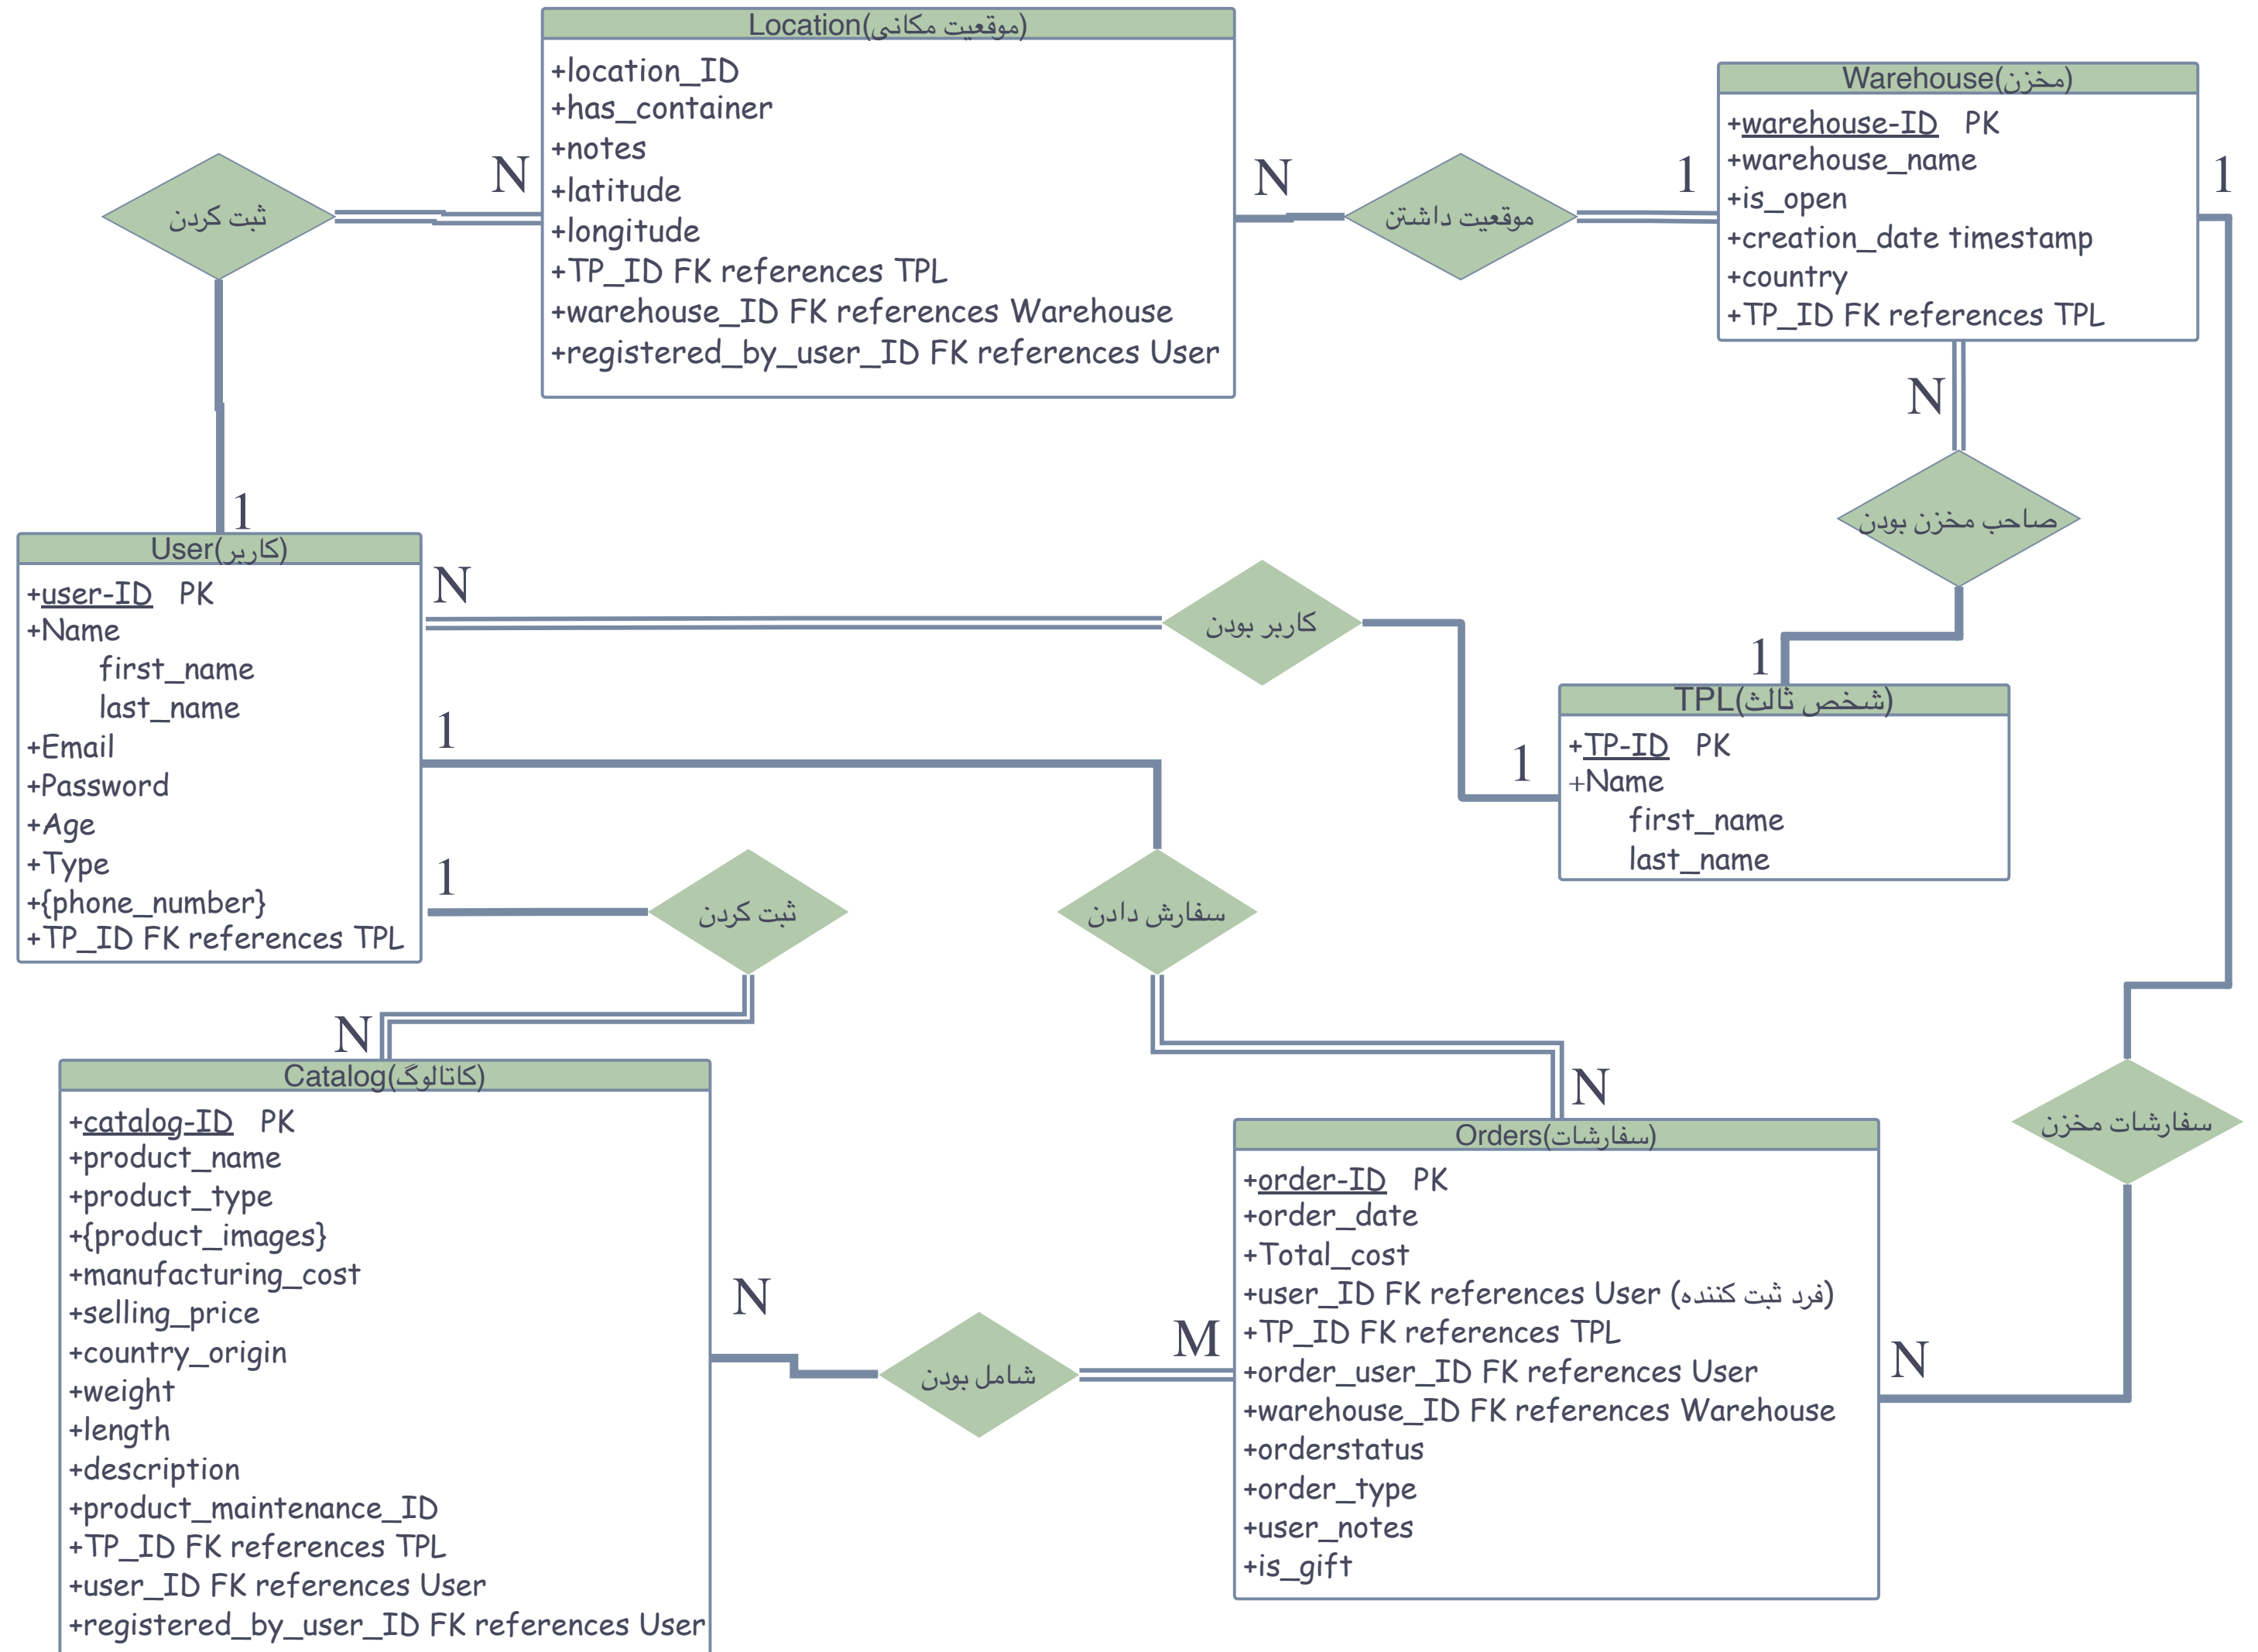 Location(موقعیت مکانی)
+location_ID
+has_container
+notes
+latitude
+longitude
+TP_ID FK references TPL
+warehouse_ID FK references Warehouse
+registered_by_user_ID FK references User
Warehouse(مخزن)
+warehouse-ID PK
+warehouse_name
+is_open
+creation_date timestamp
+country
+TP_ID FK references TPL
ثبت کردن
N
N
موقعیت داشتن
1
1
N
صاحب مخزن بودن
1
1
User(کاربر)
+user-ID PK
+Name
first_name
last_name
+Email
+Password
+Age
+Type
+{phone_number}
+TP_ID FK references TPL
N
کاربر بودن
1
TPL(شخص ثالث)
+TP-ID PK
+Name
first_name
last_name
1
1
ثبت کردن
سفارش دادن
N
N
Catalog(کاتالوگ)
+catalog-ID PK
+product_name
+product_type
+{product_images}
+manufacturing_cost
+selling_price
+country_origin
+weight
+length
+description
+product_maintenance_ID
+TP_ID FK references TPL
+user_ID FK references User
+registered_by_user_ID FK references User
N
شامل بودن
M
Orders(سفارشات)
+order-ID PK
+order_date
+Total_cost
+user_ID FK references User (فرد ثبت کننده)
+TP_ID FK references TPL
+order_user_ID FK references User
+warehouse_ID FK references Warehouse
+orderstatus
+order_type
+user_notes
+is_gift
سفارشات مخزن
N